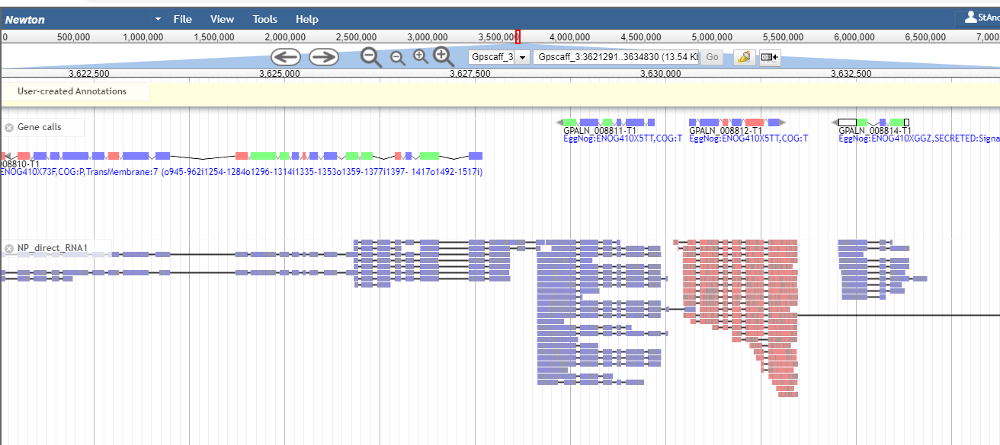 Newton File View Tools Help StAnd
0 500,000 1,000,000 1,500,000 2,000,000 2,500,000 3,000,000 3,500,000 4,000,000 4,500,000 5,000,000 5,500,000 6,000,000 6,500,000 7,000
Gpscaff_3 Gpscaff_3:3621291..3634830 (13.54 Kb Go
3,622,500 3,625,000 3,627,500 3,630,000 3,632,500
User-created Annotations
Gene calls
GPALN_008811-T1 GPALN_008812-T1 GPALN_008814-T1
EggNog:ENOG410X5TT,COG:T EggNog:ENOG410X5TT,COG:T EggNog:ENOG410XGGZ,SECRETED:Signa
008810-T1
ENOG410X73F,COG:P,TransMembrane:7 (o945-962i1254-1284o1296-1314i1335-1353o1359-1377i1397- 1417o1492-1517i)
NP_direct_RNA1